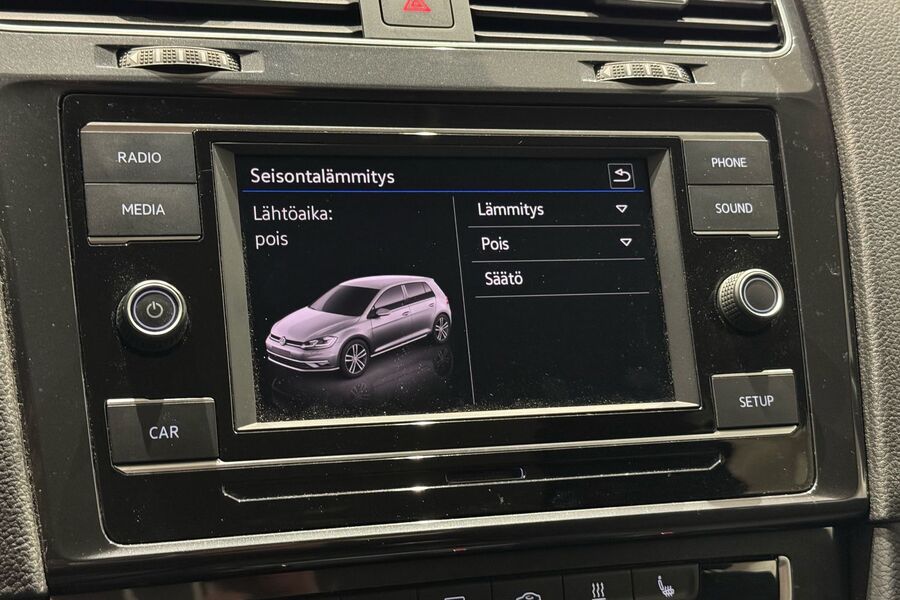 RADIO
MEDIA
CAR
Seisontalämmitys
Lähtöaika:
pois
Lämmitys
Pois
Säätö
PHONE
SOUND
SETUP